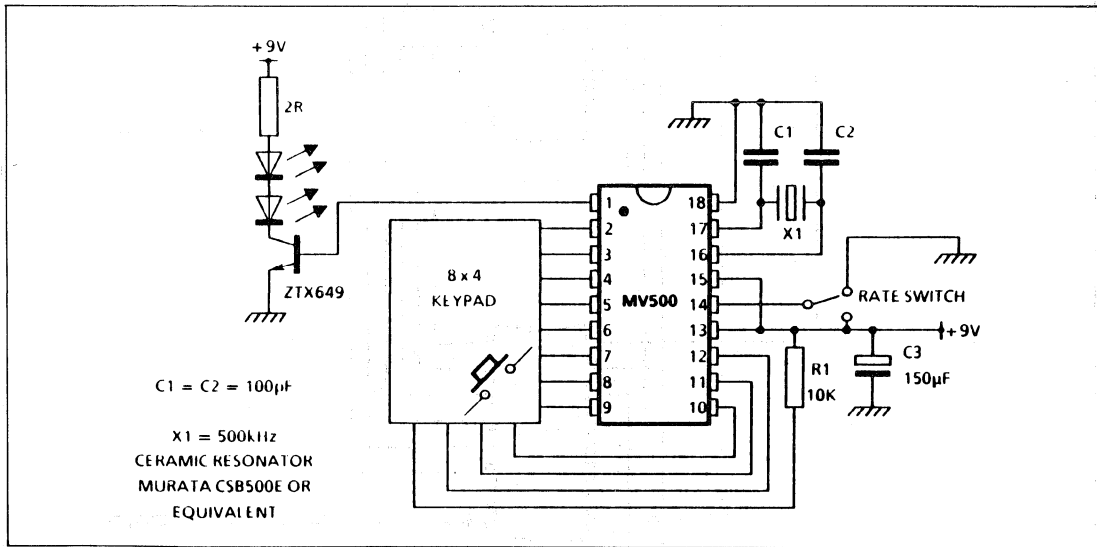 +9V
2R
ZTX649
8 x 4
KEYPAD
MV500
1
2
3
4
5
6
7
8
9
18
17
16
15
14
13
12
11
10
C1
C2
X1
RATE SWITCH
+9V
R1
10K
C3
150µF
C1 = C2 = 100pF
X1 = 500kHz
CERAMIC RESONATOR
MURATA CSB500E OR
EQUIVALENT